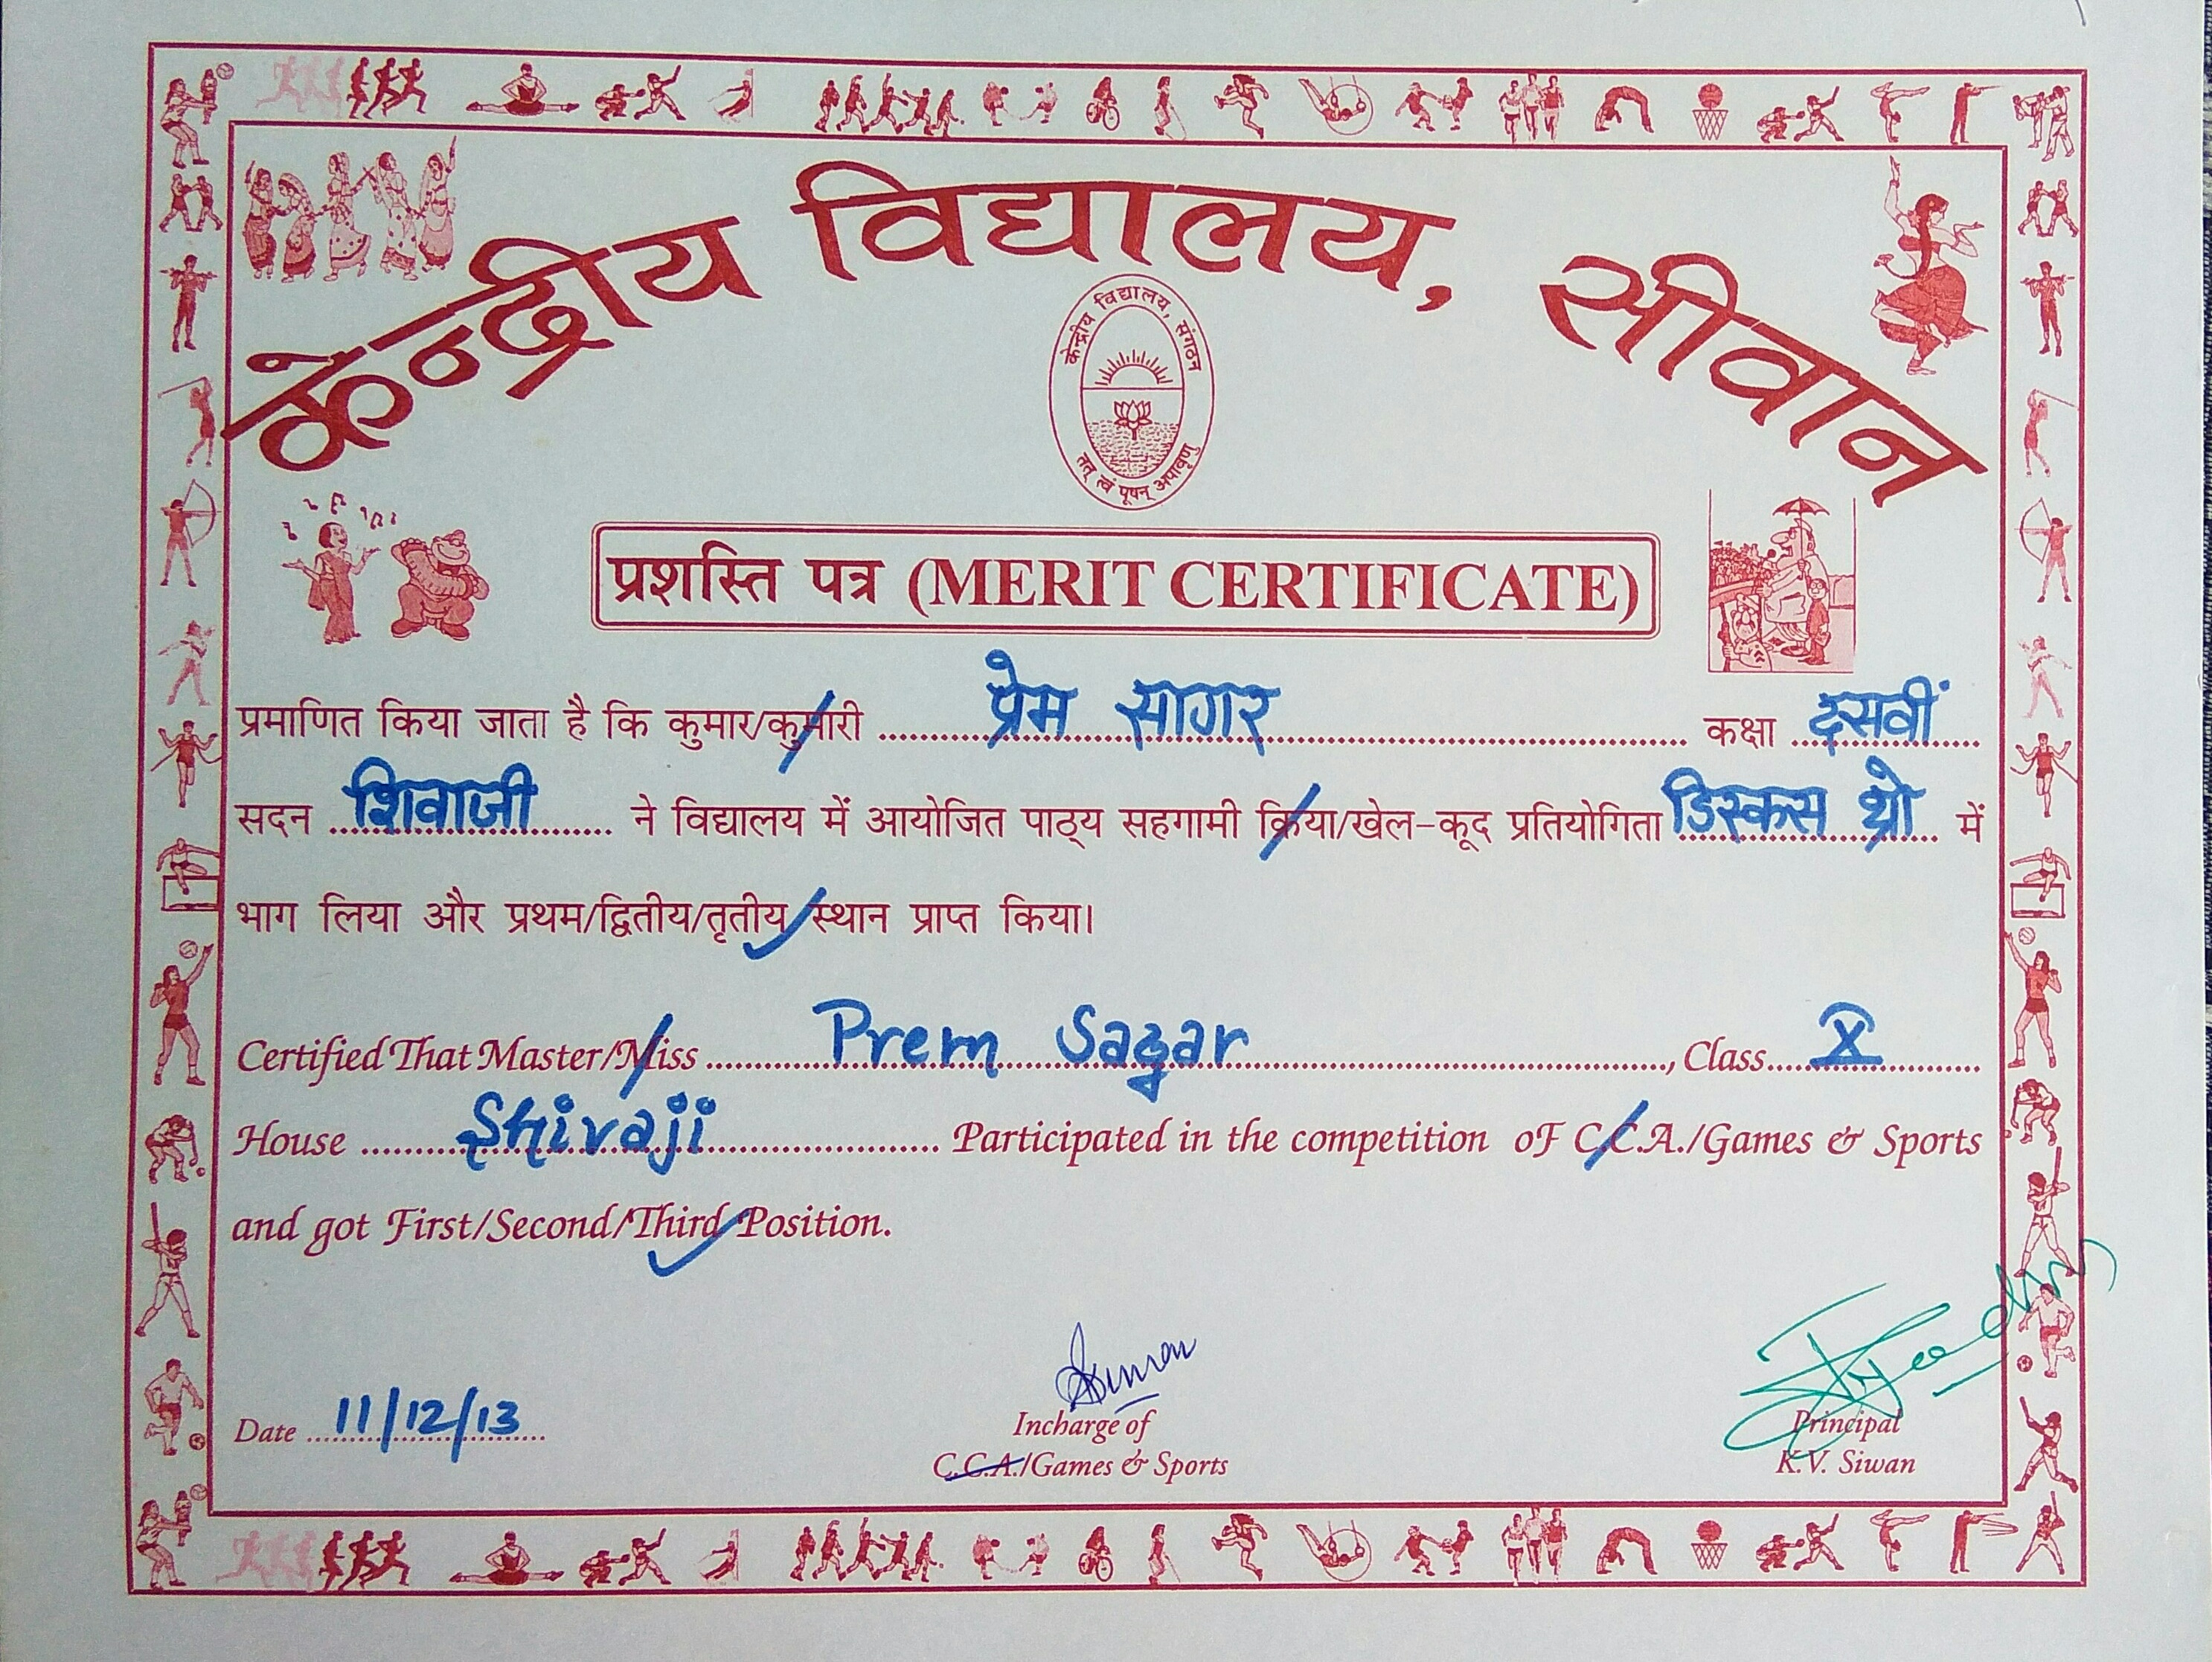 केन्द्रीय विद्यालय, सीवान
केन्द्रीय विद्यालय, संगठन
तत् त्वं पूषन् अपावृणु
प्रशस्ति पत्र (MERIT CERTIFICATE)
प्रमाणित किया जाता है कि कुमार/कुमारी प्रेम सागर कक्षा दसवीं
सदन शिवाजी ने विद्यालय में आयोजित पाठ्य सहगामी क्रिया/खेल-कूद प्रतियोगिता डिस्कस थ्रो में
भाग लिया और प्रथम/द्वितीय/तृतीय स्थान प्राप्त किया।
Certified That Master/Miss Prem Sagar, Class X
House Shivaji Participated in the competition oF C.C.A./Games & Sports
and got First/Second/Third Position.
Date 11/12/13
Incharge of
C.C.A./Games & Sports
Principal
K.V. Siwan